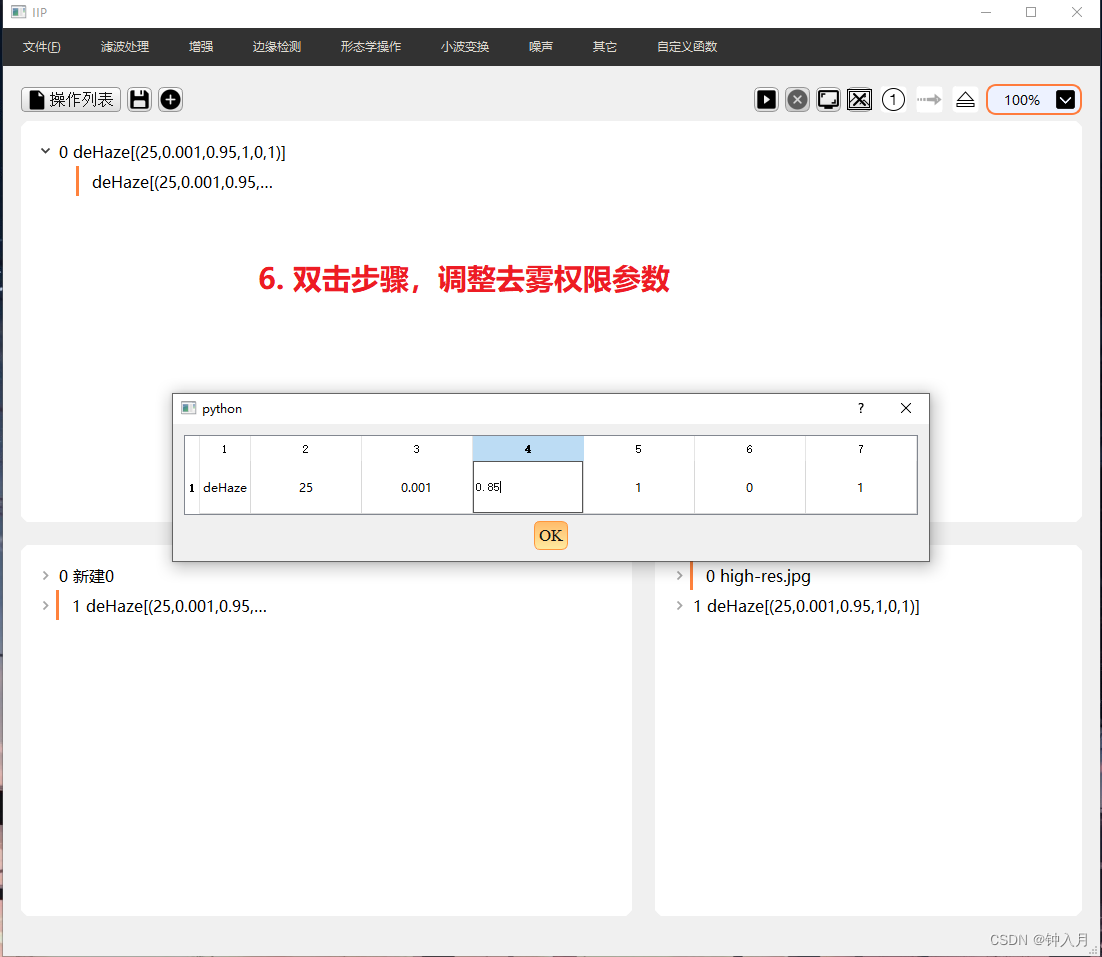 IIP
文件(F) 滤波处理 增强 边缘检测 形态学操作 小波变换 噪声 其它 自定义函数
操作列表 1 100%
0 deHaze[(25,0.001,0.95,1,0,1)]
deHaze[(25,0.001,0.95,...
6. 双击步骤，调整去雾权限参数
python ?
1 2 3 4 5 6 7
1 deHaze 25 0.001 0.85 1 0 1
OK
0 新建0
1 deHaze[(25,0.001,0.95,...
0 high-res.jpg
1 deHaze[(25,0.001,0.95,1,0,1)]
CSDN @钟入月